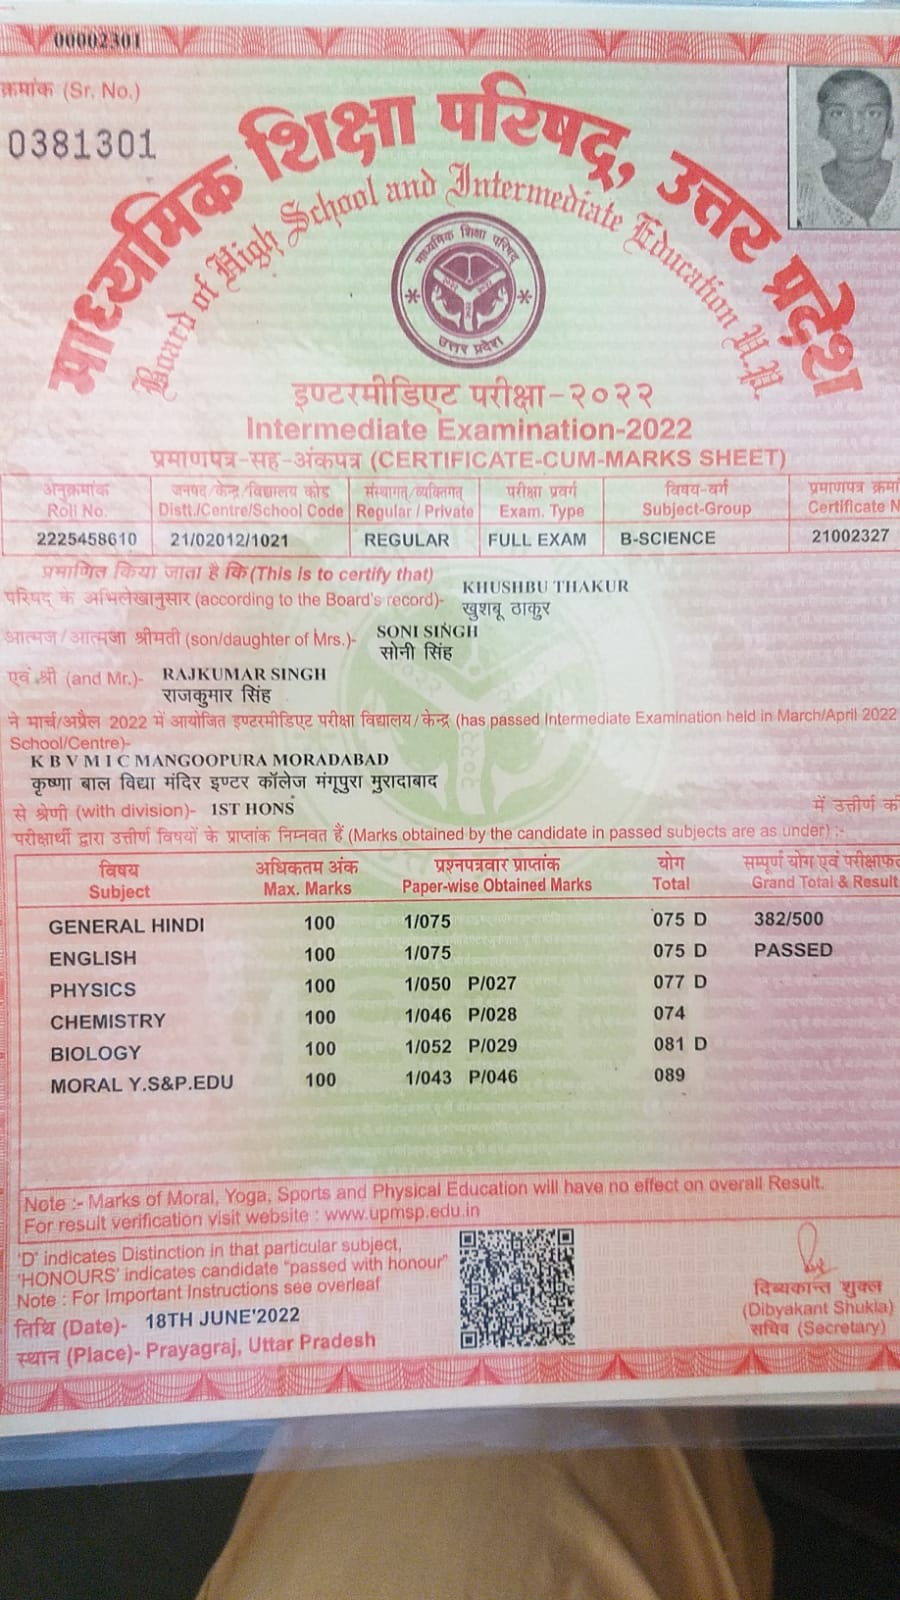 00002301
क्रमांक (Sr. No.)
0381301
माध्यमिक शिक्षा परिषद्, उत्तर प्रदेश
Board of High School and Intermediate Education U.P.
माध्यमिक शिक्षा परिषद्
उत्तर प्रदेश
इण्टरमीडिएट परीक्षा-२०२२
Intermediate Examination-2022
प्रमाणपत्र-सह-अंकपत्र (CERTIFICATE-CUM-MARKS SHEET)
अनुक्रमांक जनपद/केन्द्र/विद्यालय कोड संस्थागत/व्यक्तिगत परीक्षा प्रवर्ग विषय-वर्ग प्रमाणपत्र
Roll No. Distt./Centre/School Code Regular / Private Exam. Type Subject-Group Certificate N
2225458610 21/02012/1021 REGULAR FULL EXAM B-SCIENCE 21002327
प्रमाणित किया जाता है कि (This is to certify that)
KHUSHBU THAKUR
परिषद् के अभिलेखानुसार (according to the Board's record)- खुशबू ठाकुर
SONI SINGH
आत्मज/आत्मजा श्रीमती (son/daughter of Mrs.)- सोनी सिंह
एवं श्री (and Mr.)- RAJKUMAR SINGH
राजकुमार सिंह
ने मार्च/अप्रैल 2022 में आयोजित इण्टरमीडिएट परीक्षा विद्यालय/केन्द्र (has passed Intermediate Examination held in March/April 2022
School/Centre)-
K B V M I C MANGOOPURA MORADABAD
कृष्णा बाल विद्या मंदिर इण्टर कॉलेज मंगूपुरा मुरादाबाद
से श्रेणी (with division)- 1ST HONS में उत्तीर्ण की
परीक्षार्थी द्वारा उत्तीर्ण विषयों के प्राप्तांक निम्नवत हैं (Marks obtained by the candidate in passed subjects are as under) :-
विषय अधिकतम अंक प्रश्नपत्रवार प्राप्तांक योग सम्पूर्ण योग एवं परीक्षाफल
Subject Max. Marks Paper-wise Obtained Marks Total Grand Total & Result
GENERAL HINDI 100 1/075 075 D 382/500
ENGLISH 100 1/075 075 D PASSED
PHYSICS 100 1/050 P/027 077 D
CHEMISTRY 100 1/046 P/028 074
BIOLOGY 100 1/052 P/029 081 D
MORAL Y.S&P.EDU 100 1/043 P/046 089
Note :- Marks of Moral, Yoga, Sports and Physical Education will have no effect on overall Result.
For result verification visit website : www.upmsp.edu.in
'D' indicates Distinction in that particular subject,
'HONOURS' indicates candidate "passed with honour"
Note : For Important Instructions see overleaf
तिथि (Date)- 18TH JUNE'2022
स्थान (Place)- Prayagraj, Uttar Pradesh
दिब्यकान्त शुक्ल
(Dibyakant Shukla)
सचिव (Secretary)